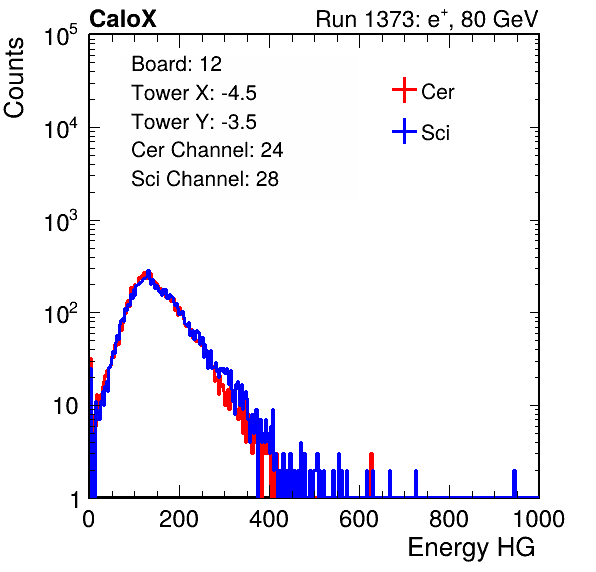 CaloX Run 1373: e⁺, 80 GeV
Counts
10⁵
10⁴
10³
10²
10
1
Board: 12
Tower X: -4.5
Tower Y: -3.5
Cer Channel: 24
Sci Channel: 28
Cer
Sci
0 200 400 600 800 1000
Energy HG